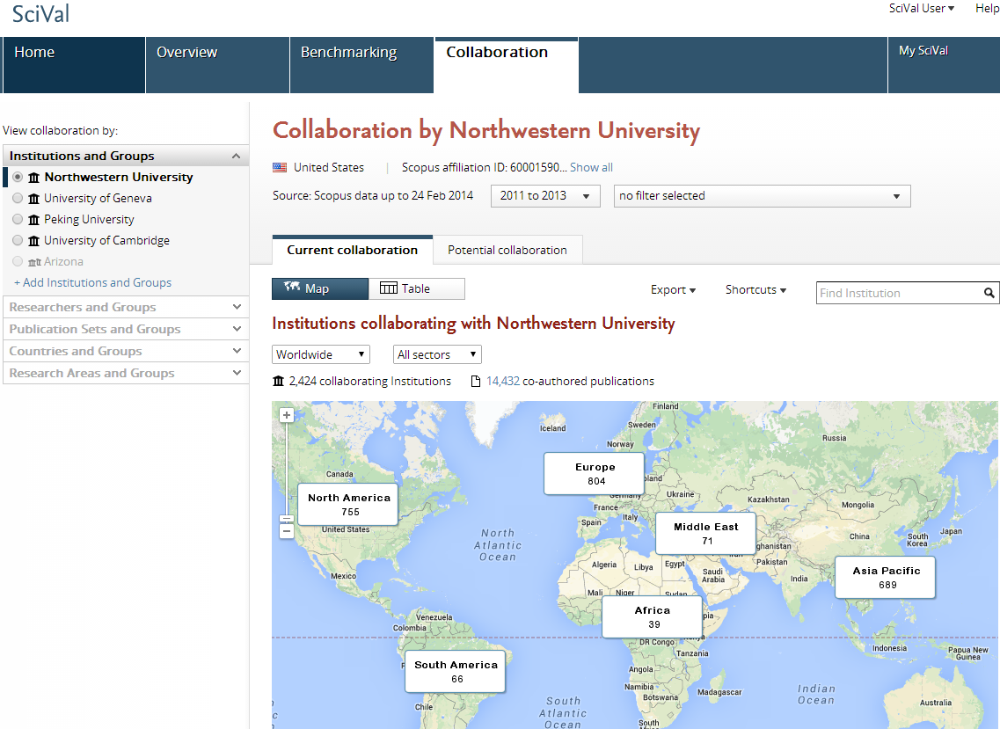 SciVal
SciVal User
Help
Home
Overview
Benchmarking
Collaboration
My SciVal
View collaboration by:
Institutions and Groups
Northwestern University
University of Geneva
Peking University
University of Cambridge
Arizona
+ Add Institutions and Groups
Researchers and Groups
Publication Sets and Groups
Countries and Groups
Research Areas and Groups
Collaboration by Northwestern University
United States | Scopus affiliation ID: 60001590... Show all
Source: Scopus data up to 24 Feb 2014
2011 to 2013
no filter selected
Current collaboration
Potential collaboration
Map
Table
Export
Shortcuts
Find Institution
Institutions collaborating with Northwestern University
Worldwide
All sectors
2,424 collaborating Institutions
14,432 co-authored publications
+
−
Finland
Iceland
Sweden
Russia
Norway
Canada
Europe
804
North America
755
Ukraine
Germany
France
Kazakhstan
Mongolia
Spain
Italy
United States
Middle East
71
China
Japan
South
Korea
North
Atlantic
Ocean
Algeria
Libya
Egypt
Saudi
Arabia
Pakistan
India
Asia Pacific
689
Mexico
Mali
Niger
Sudan
Africa
39
Venezuela
Colombia
DR Congo
Kenya
Tanzania
Indonesia
Papua New
Guinea
South America
66
Angola
Namibia
Botswana
Madagascar
Indian
Ocean
Chile
South
Atlantic
Ocean
Australia
South